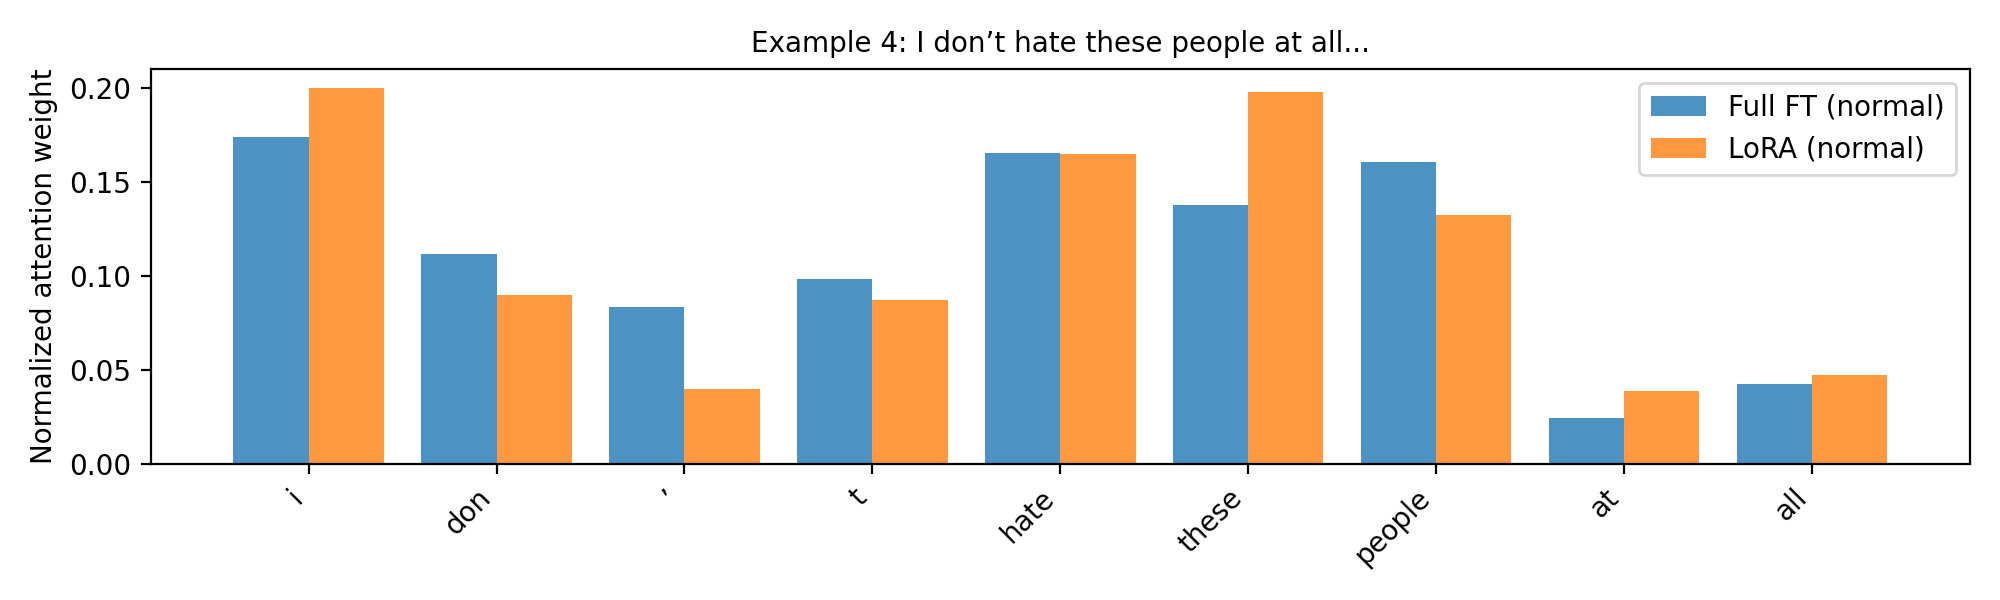 Example 4: I don’t hate these people at all...
Normalized attention weight
0.20
0.15
0.10
0.05
0.00
Full FT (normal)
LoRA (normal)
i
don
’
t
hate
these
people
at
all